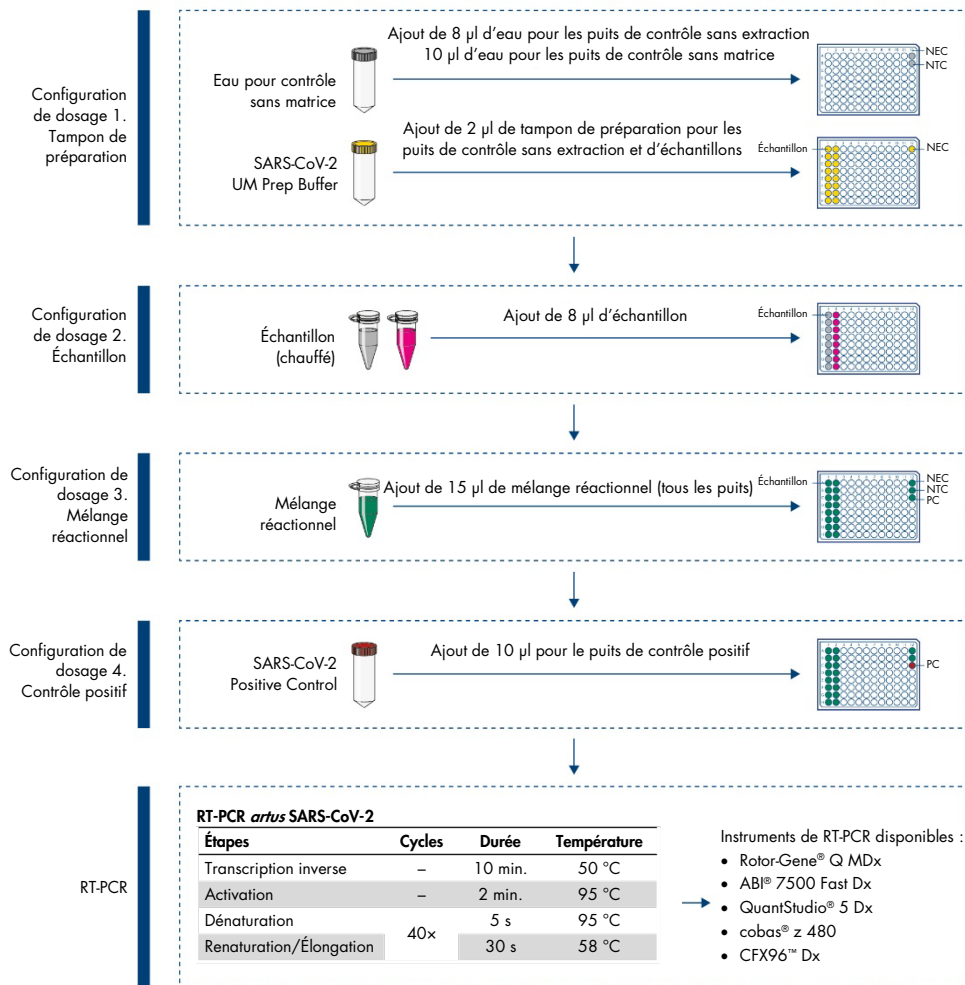 Configuration
de dosage 1.
Tampon de
préparation
Eau pour contrôle
sans matrice
Ajout de 8 µl d'eau pour les puits de contrôle sans extraction
10 µl d'eau pour les puits de contrôle sans matrice
NEC
NTC
SARS-CoV-2
UM Prep Buffer
Ajout de 2 µl de tampon de préparation pour les
puits de contrôle sans extraction et d'échantillons
Échantillon
NEC
Configuration
de dosage 2.
Échantillon
Échantillon
(chauffé)
Ajout de 8 µl d'échantillon
Échantillon
Configuration de
dosage 3.
Mélange
réactionnel
Mélange
réactionnel
Ajout de 15 µl de mélange réactionnel (tous les puits)
Échantillon
NEC
NTC
PC
Configuration de
dosage 4.
Contrôle positif
SARS-CoV-2
Positive Control
Ajout de 10 µl pour le puits de contrôle positif
PC
RT-PCR
RT-PCR artus SARS-CoV-2
Étapes Cycles Durée Température
Transcription inverse – 10 min. 50 °C
Activation – 2 min. 95 °C
Dénaturation 5 s 95 °C
40×
Renaturation/Élongation 30 s 58 °C
Instruments de RT-PCR disponibles :
• Rotor-Gene® Q MDx
• ABI® 7500 Fast Dx
• QuantStudio® 5 Dx
• cobas® z 480
• CFX96™ Dx